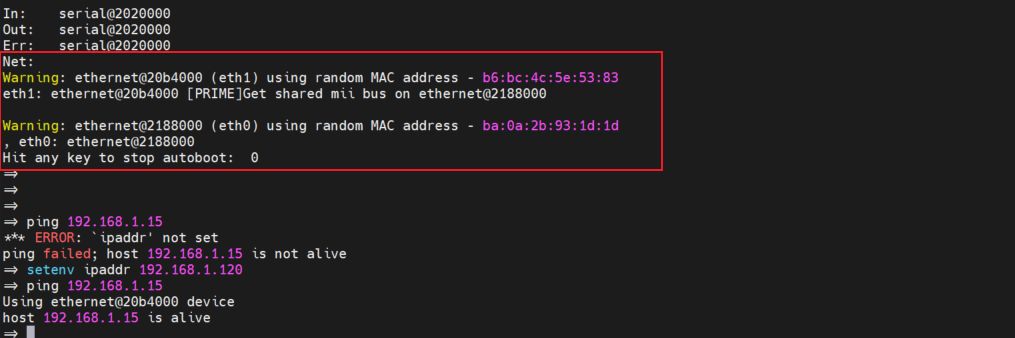 In:    serial@2020000
Out:   serial@2020000
Err:   serial@2020000
Net:
Warning: ethernet@20b4000 (eth1) using random MAC address - b6:bc:4c:5e:53:83
eth1: ethernet@20b4000 [PRIME]Get shared mii bus on ethernet@2188000
Warning: ethernet@2188000 (eth0) using random MAC address - ba:0a:2b:93:1d:1d
, eth0: ethernet@2188000
Hit any key to stop autoboot:  0
=>
=>
=>
=> ping 192.168.1.15
*** ERROR: `ipaddr' not set
ping failed; host 192.168.1.15 is not alive
=> setenv ipaddr 192.168.1.120
=> ping 192.168.1.15
Using ethernet@20b4000 device
host 192.168.1.15 is alive
=>